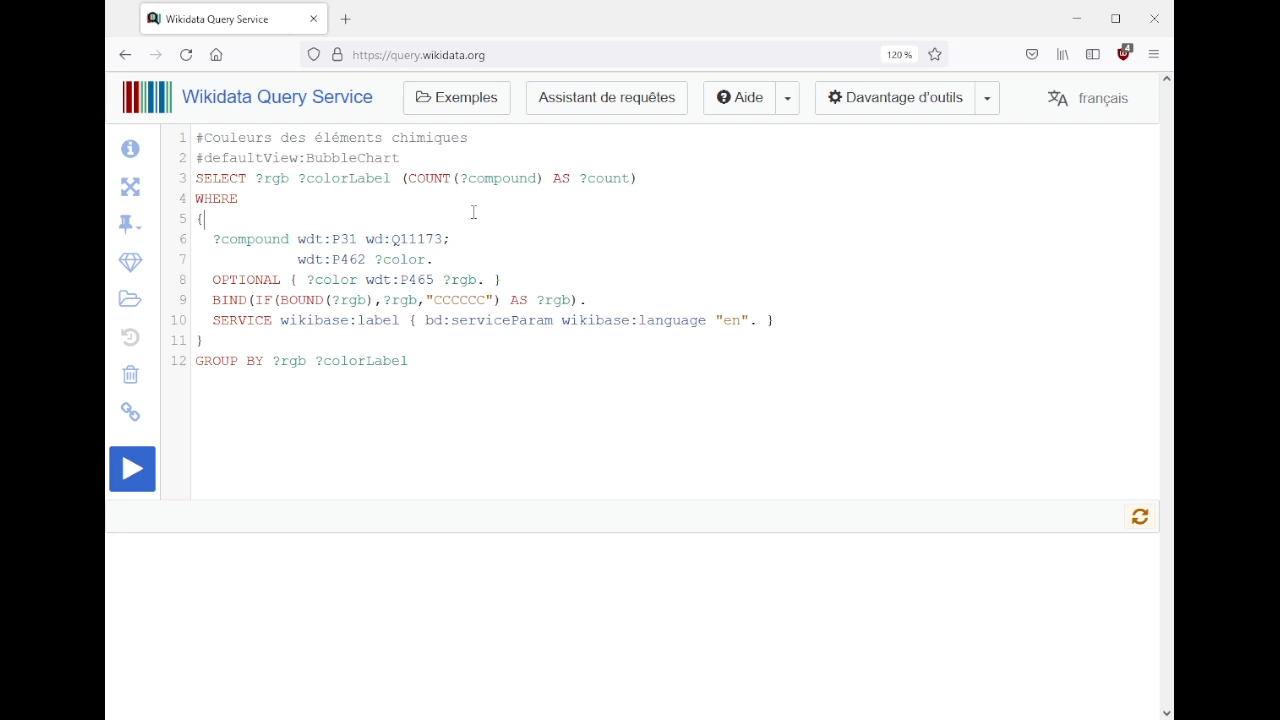 Wikidata Query Service
https://query.wikidata.org
120 %
4
Wikidata Query Service
Exemples
Assistant de requêtes
Aide
Davantage d'outils
français
1 #Couleurs des éléments chimiques
2 #defaultView:BubbleChart
3 SELECT ?rgb ?colorLabel (COUNT(?compound) AS ?count)
4 WHERE
5 {
6 ?compound wdt:P31 wd:Q11173;
7 wdt:P462 ?color.
8 OPTIONAL { ?color wdt:P465 ?rgb. }
9 BIND(IF(BOUND(?rgb),?rgb,"CCCCCC") AS ?rgb).
10 SERVICE wikibase:label { bd:serviceParam wikibase:language "en". }
11 }
12 GROUP BY ?rgb ?colorLabel